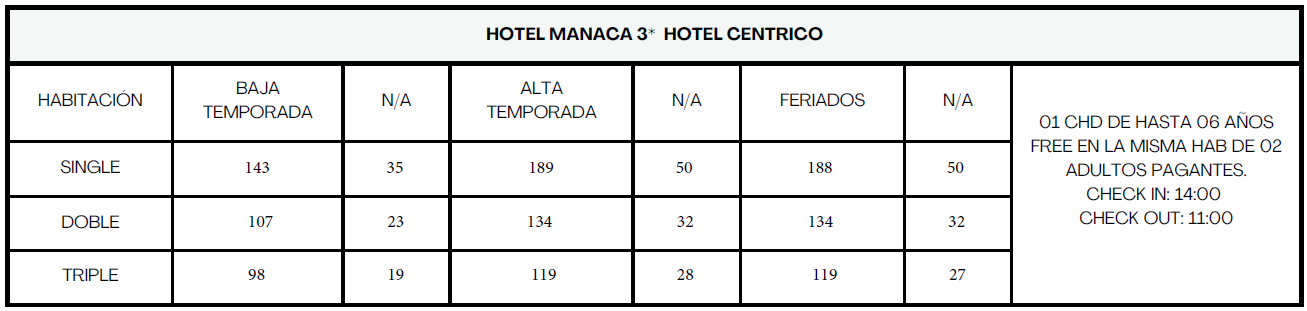 HOTEL MANACA 3* HOTEL CENTRICO
HABITACIÓN
BAJA
TEMPORADA
N/A
ALTA
TEMPORADA
N/A
FERIADOS
N/A
SINGLE
143
35
189
50
188
50
DOBLE
107
23
134
32
134
32
TRIPLE
98
19
119
28
119
27
01 CHD DE HASTA 06 AÑOS
FREE EN LA MISMA HAB DE 02
ADULTOS PAGANTES.
CHECK IN: 14:00
CHECK OUT: 11:00